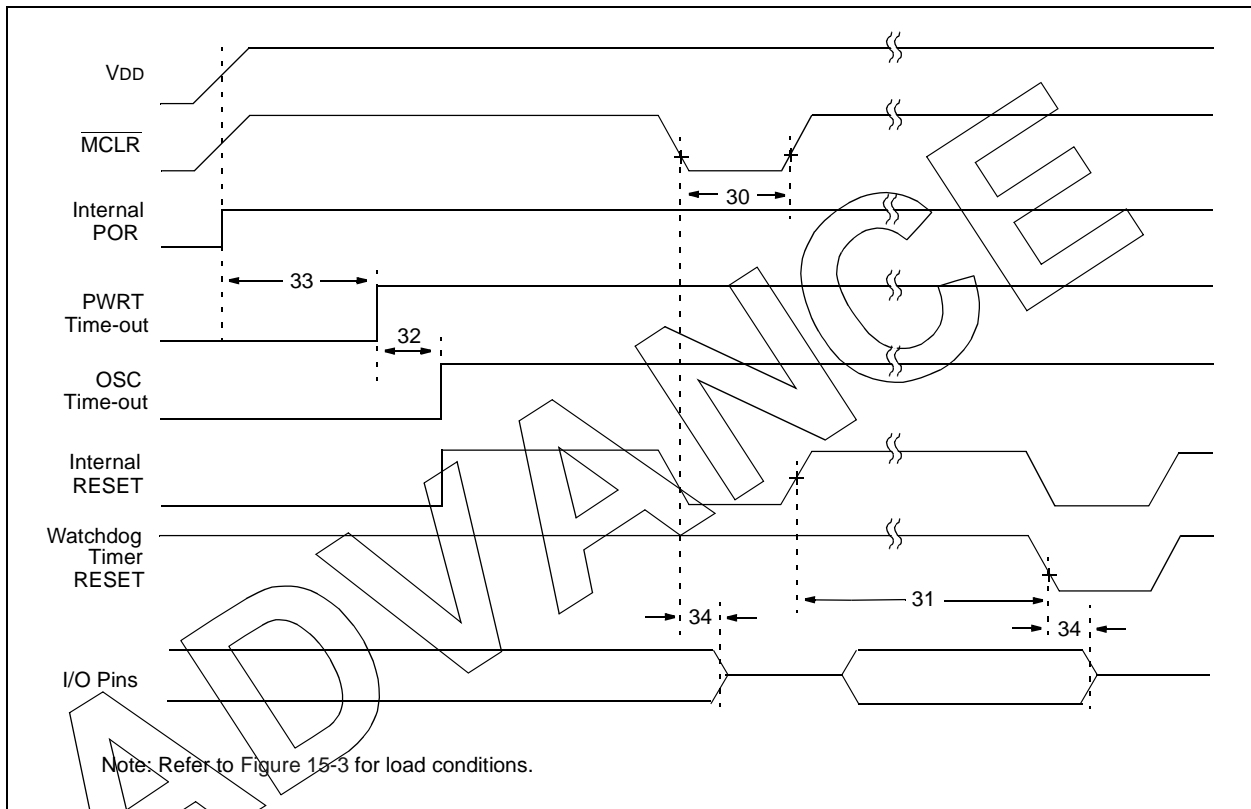 VDD
MCLR
30
Internal
POR
33
PWRT
Time-out
32
OSC
Time-out
Internal
RESET
Watchdog
Timer
RESET
31
34
34
I/O Pins
Note: Refer to Figure 15-3 for load conditions.
ADVANCE